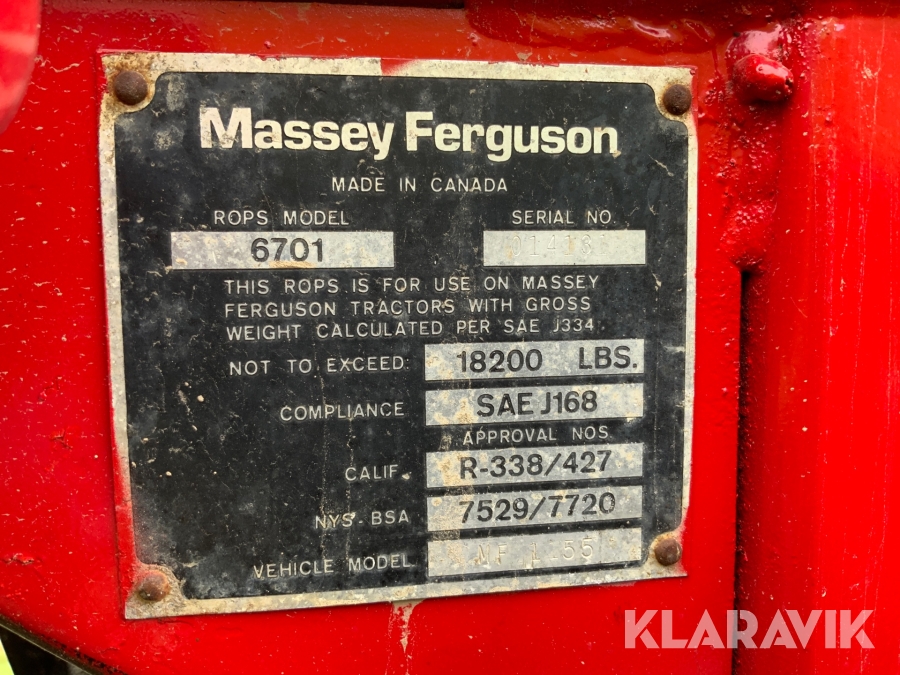 Massey Ferguson
MADE IN CANADA
ROPS MODEL SERIAL NO.
6701
THIS ROPS IS FOR USE ON MASSEY
FERGUSON TRACTORS WITH GROSS
WEIGHT CALCULATED PER SAE J334
NOT TO EXCEED: 18200 LBS.
COMPLIANCE SAE J168
APPROVAL NOS
CALIF. R-338/427
NYS-BSA 7529/7720
VEHICLE MODEL MF
KLARAVIK